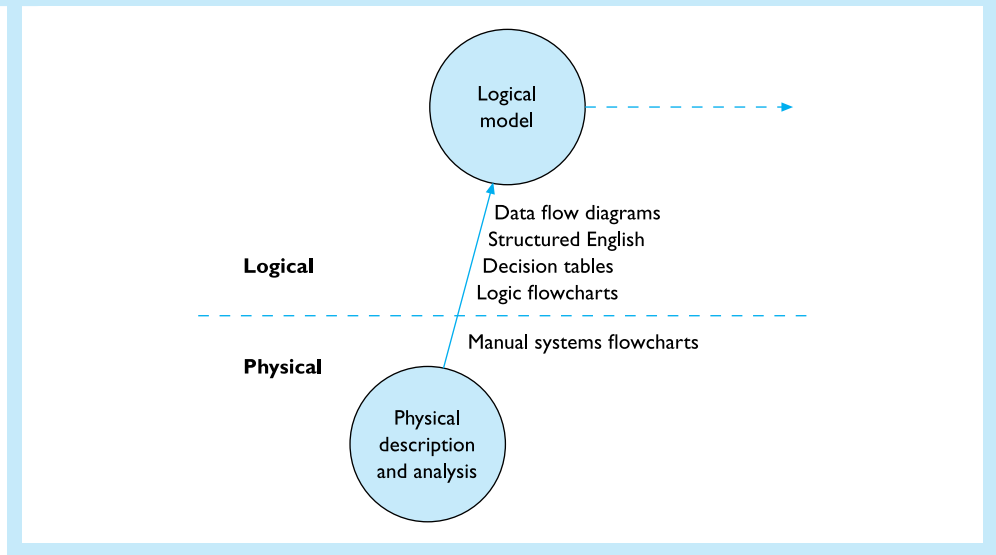 Logical
model
Data flow diagrams
Structured English
Logical
Decision tables
Logic flowcharts
Manual systems flowcharts
Physical
Physical
description
and analysis